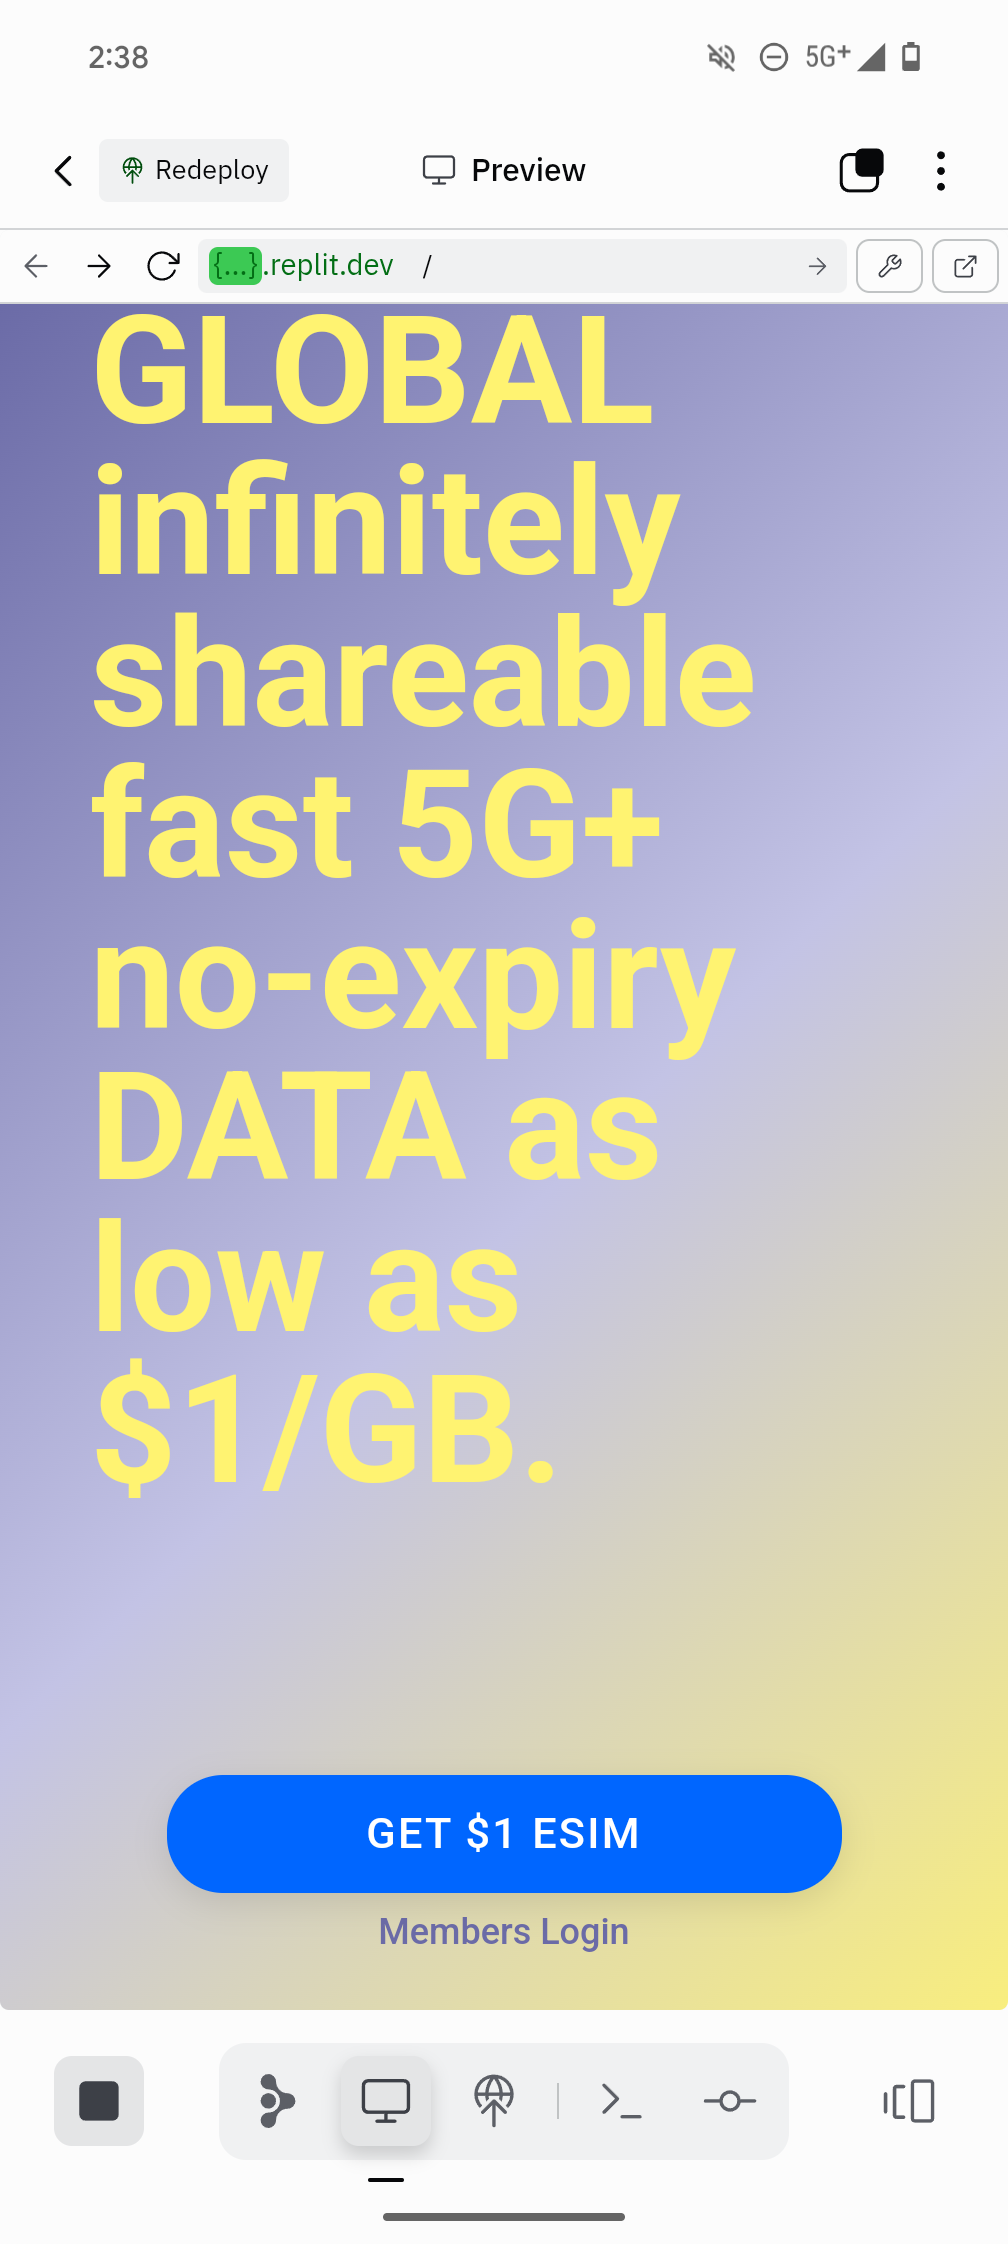 2:38
5G+
Redeploy
Preview
{...}.replit.dev /
GLOBAL
infinitely
shareable
fast 5G+
no-expiry
DATA as
low as
$1/GB.
GET $1 ESIM
Members Login